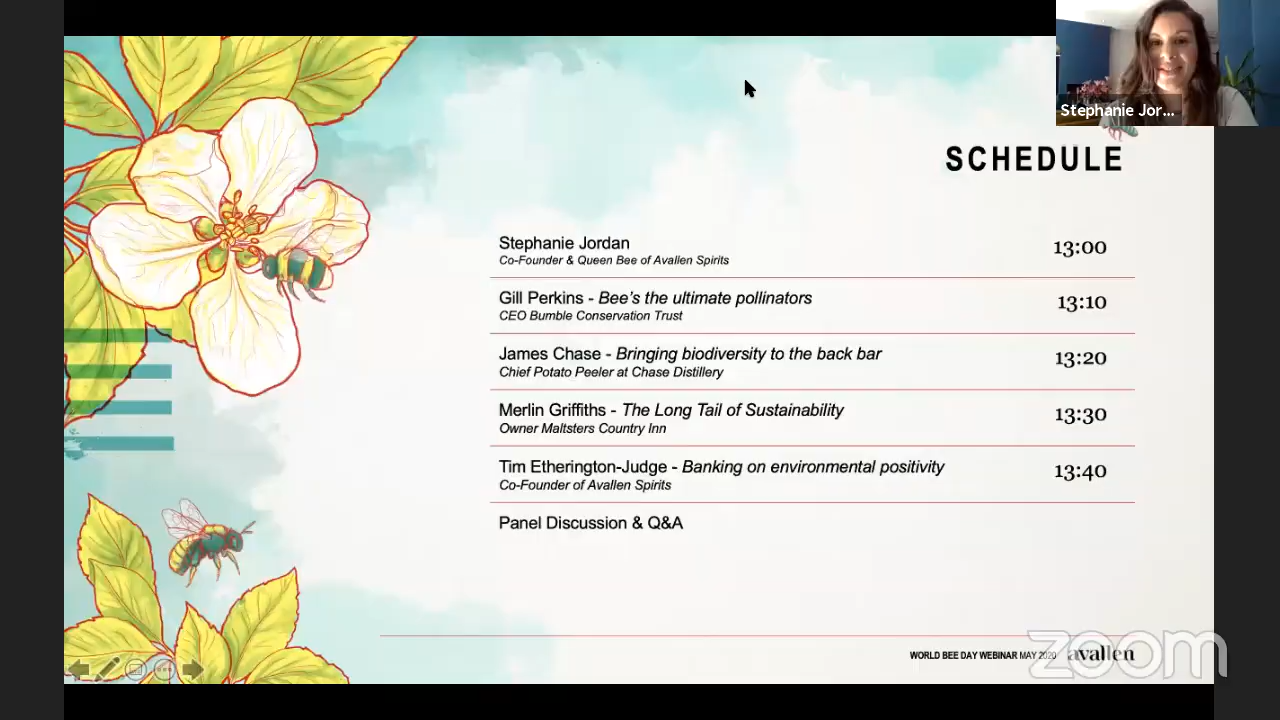 Stephanie Jor...
SCHEDULE
Stephanie Jordan 13:00
Co-Founder & Queen Bee of Avallen Spirits
Gill Perkins - Bee's the ultimate pollinators 13:10
CEO Bumble Conservation Trust
James Chase - Bringing biodiversity to the back bar 13:20
Chief Potato Peeler at Chase Distillery
Merlin Griffiths - The Long Tail of Sustainability 13:30
Owner Maltsters Country Inn
Tim Etherington-Judge - Banking on environmental positivity 13:40
Co-Founder of Avallen Spirits
Panel Discussion & Q&A
WORLD BEE DAY WEBINAR MAY 2020 avallen
zoom